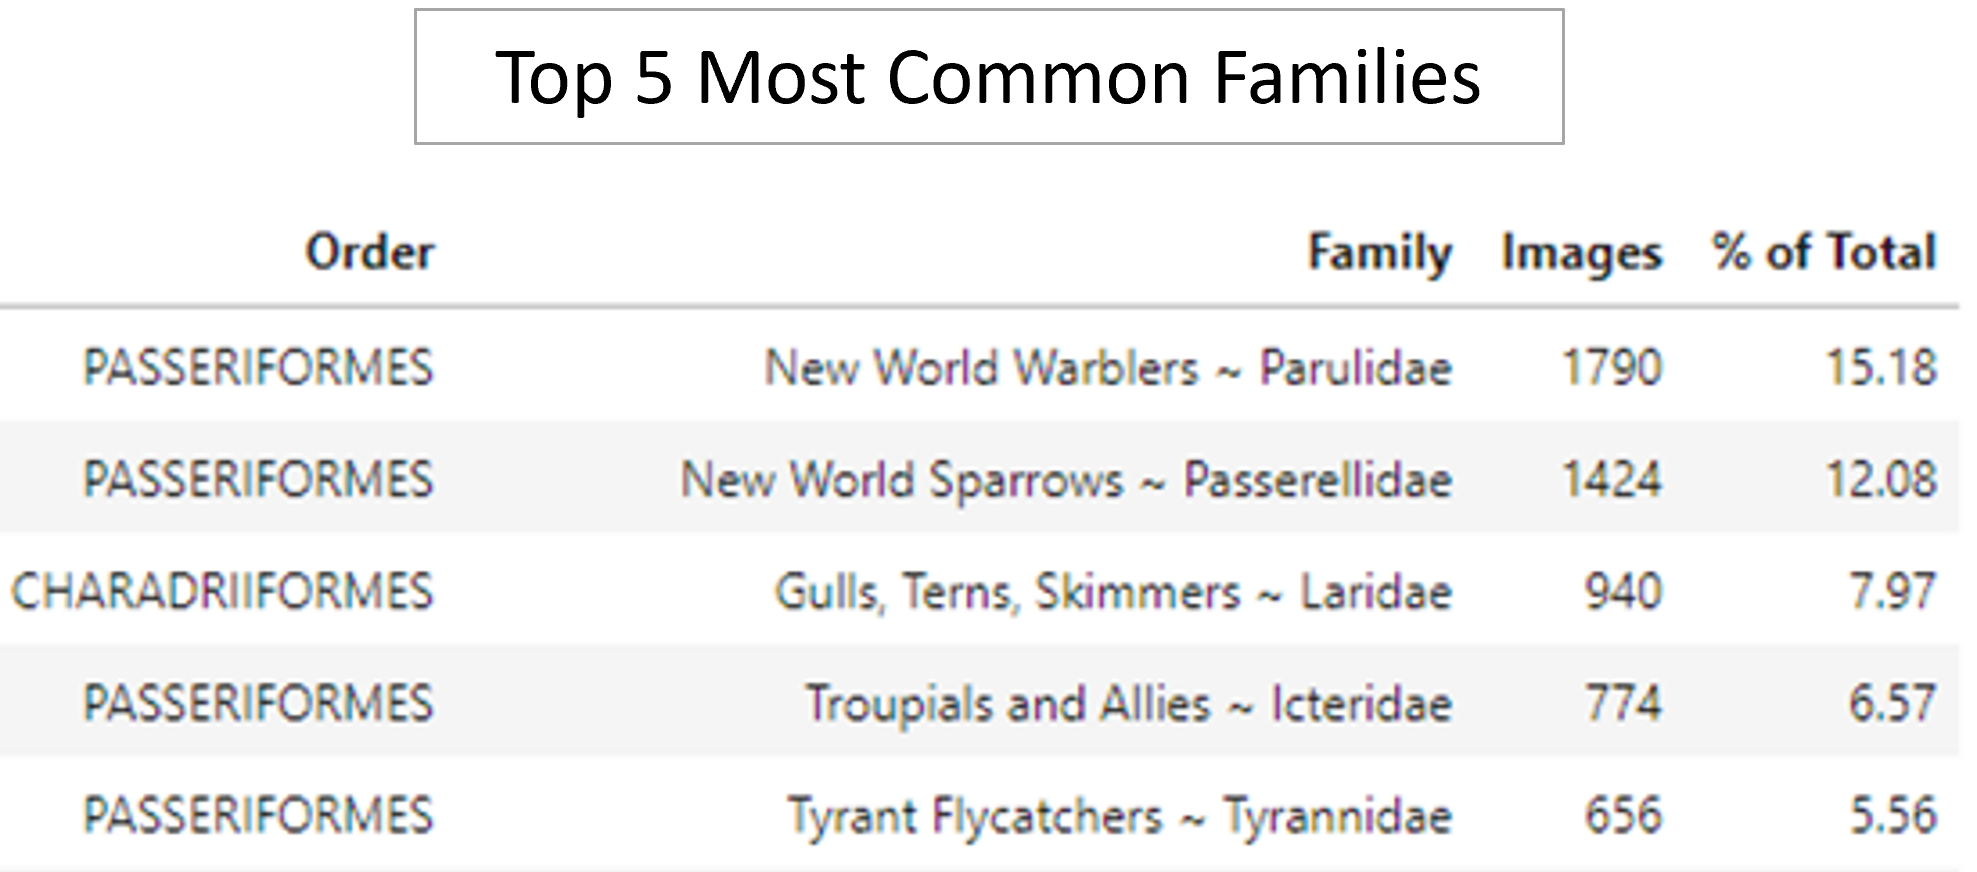 Top 5 Most Common Families
Order Family Images % of Total
PASSERIFORMES New World Warblers ~ Parulidae 1790 15.18
PASSERIFORMES New World Sparrows ~ Passerellidae 1424 12.08
CHARADRIIFORMES Gulls, Terns, Skimmers ~ Laridae 940 7.97
PASSERIFORMES Troupials and Allies ~ Icteridae 774 6.57
PASSERIFORMES Tyrant Flycatchers ~ Tyrannidae 656 5.56